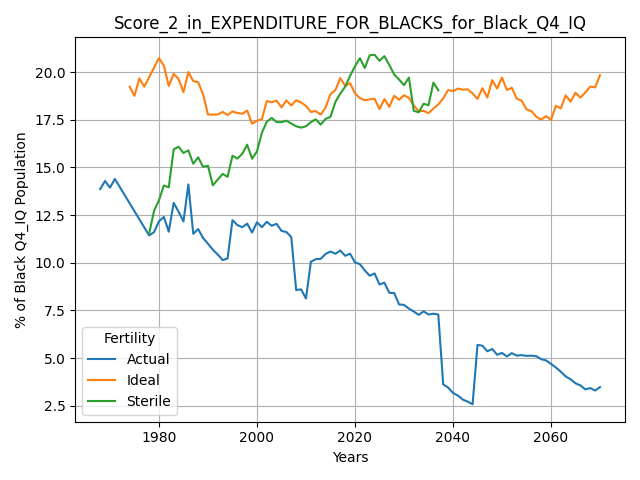 Score_2_in_EXPENDITURE_FOR_BLACKS_for_Black_Q4_IQ
% of Black Q4_IQ Population
20.0
17.5
15.0
12.5
10.0
7.5
5.0
2.5
Fertility
Actual
Ideal
Sterile
1980
2000
2020
2040
2060
Years